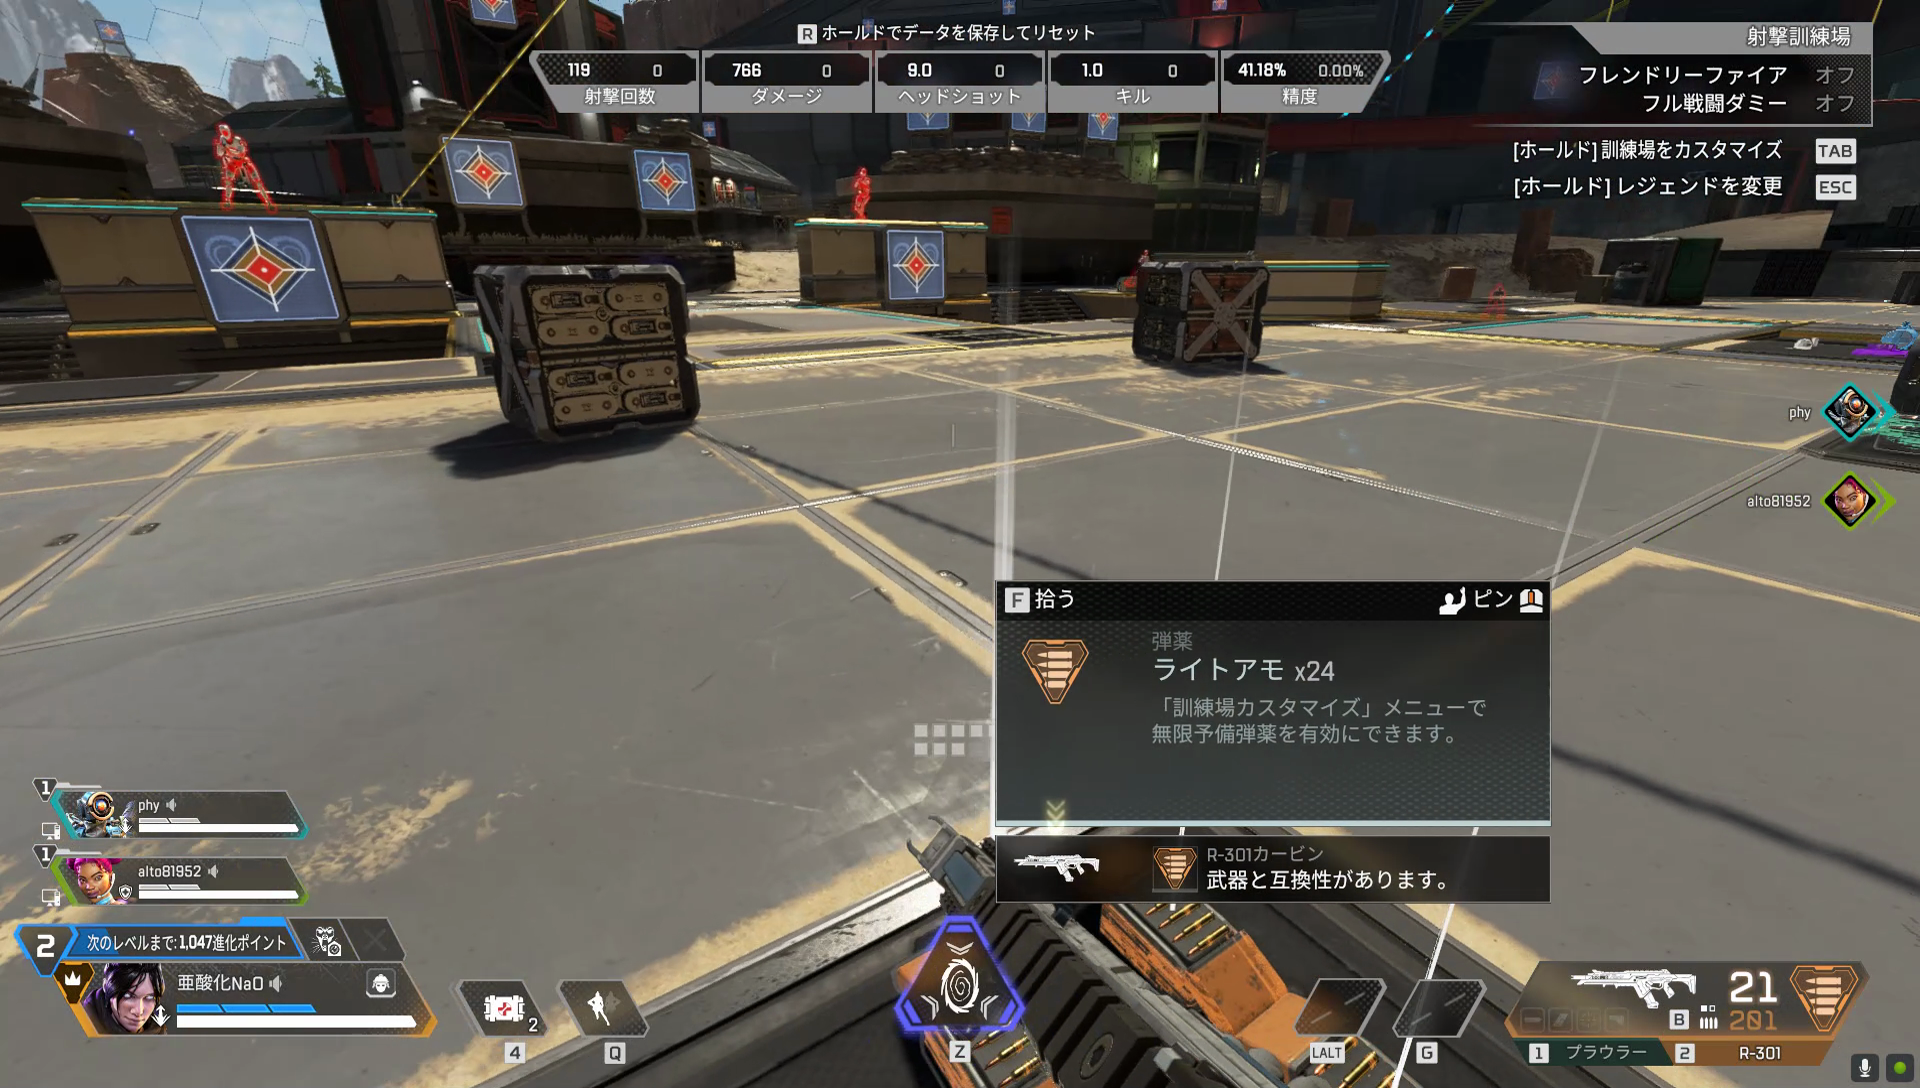 R ホールドでデータを保存してリセット
119 0
射撃回数
766 0
ダメージ
9.0 0
ヘッドショット
1.0 0
キル
41.18% 0.00%
精度
射撃訓練場
フレンドリーファイア オフ
フル戦闘ダミー オフ
[ホールド]訓練場をカスタマイズ TAB
[ホールド]レジェンドを変更 ESC
phy
alto81952
F 拾う
ピン
弾薬
ライトアモ x24
「訓練場カスタマイズ」メニューで
無限予備弾薬を有効にできます。
R-301カービン
武器と互換性があります。
1
phy
1
alto81952
2
次のレベルまで:1,047進化ポイント
亜酸化NaO
2
4
Q
Z
LALT
G
21
B
201
1 プラウラー
2 R-301